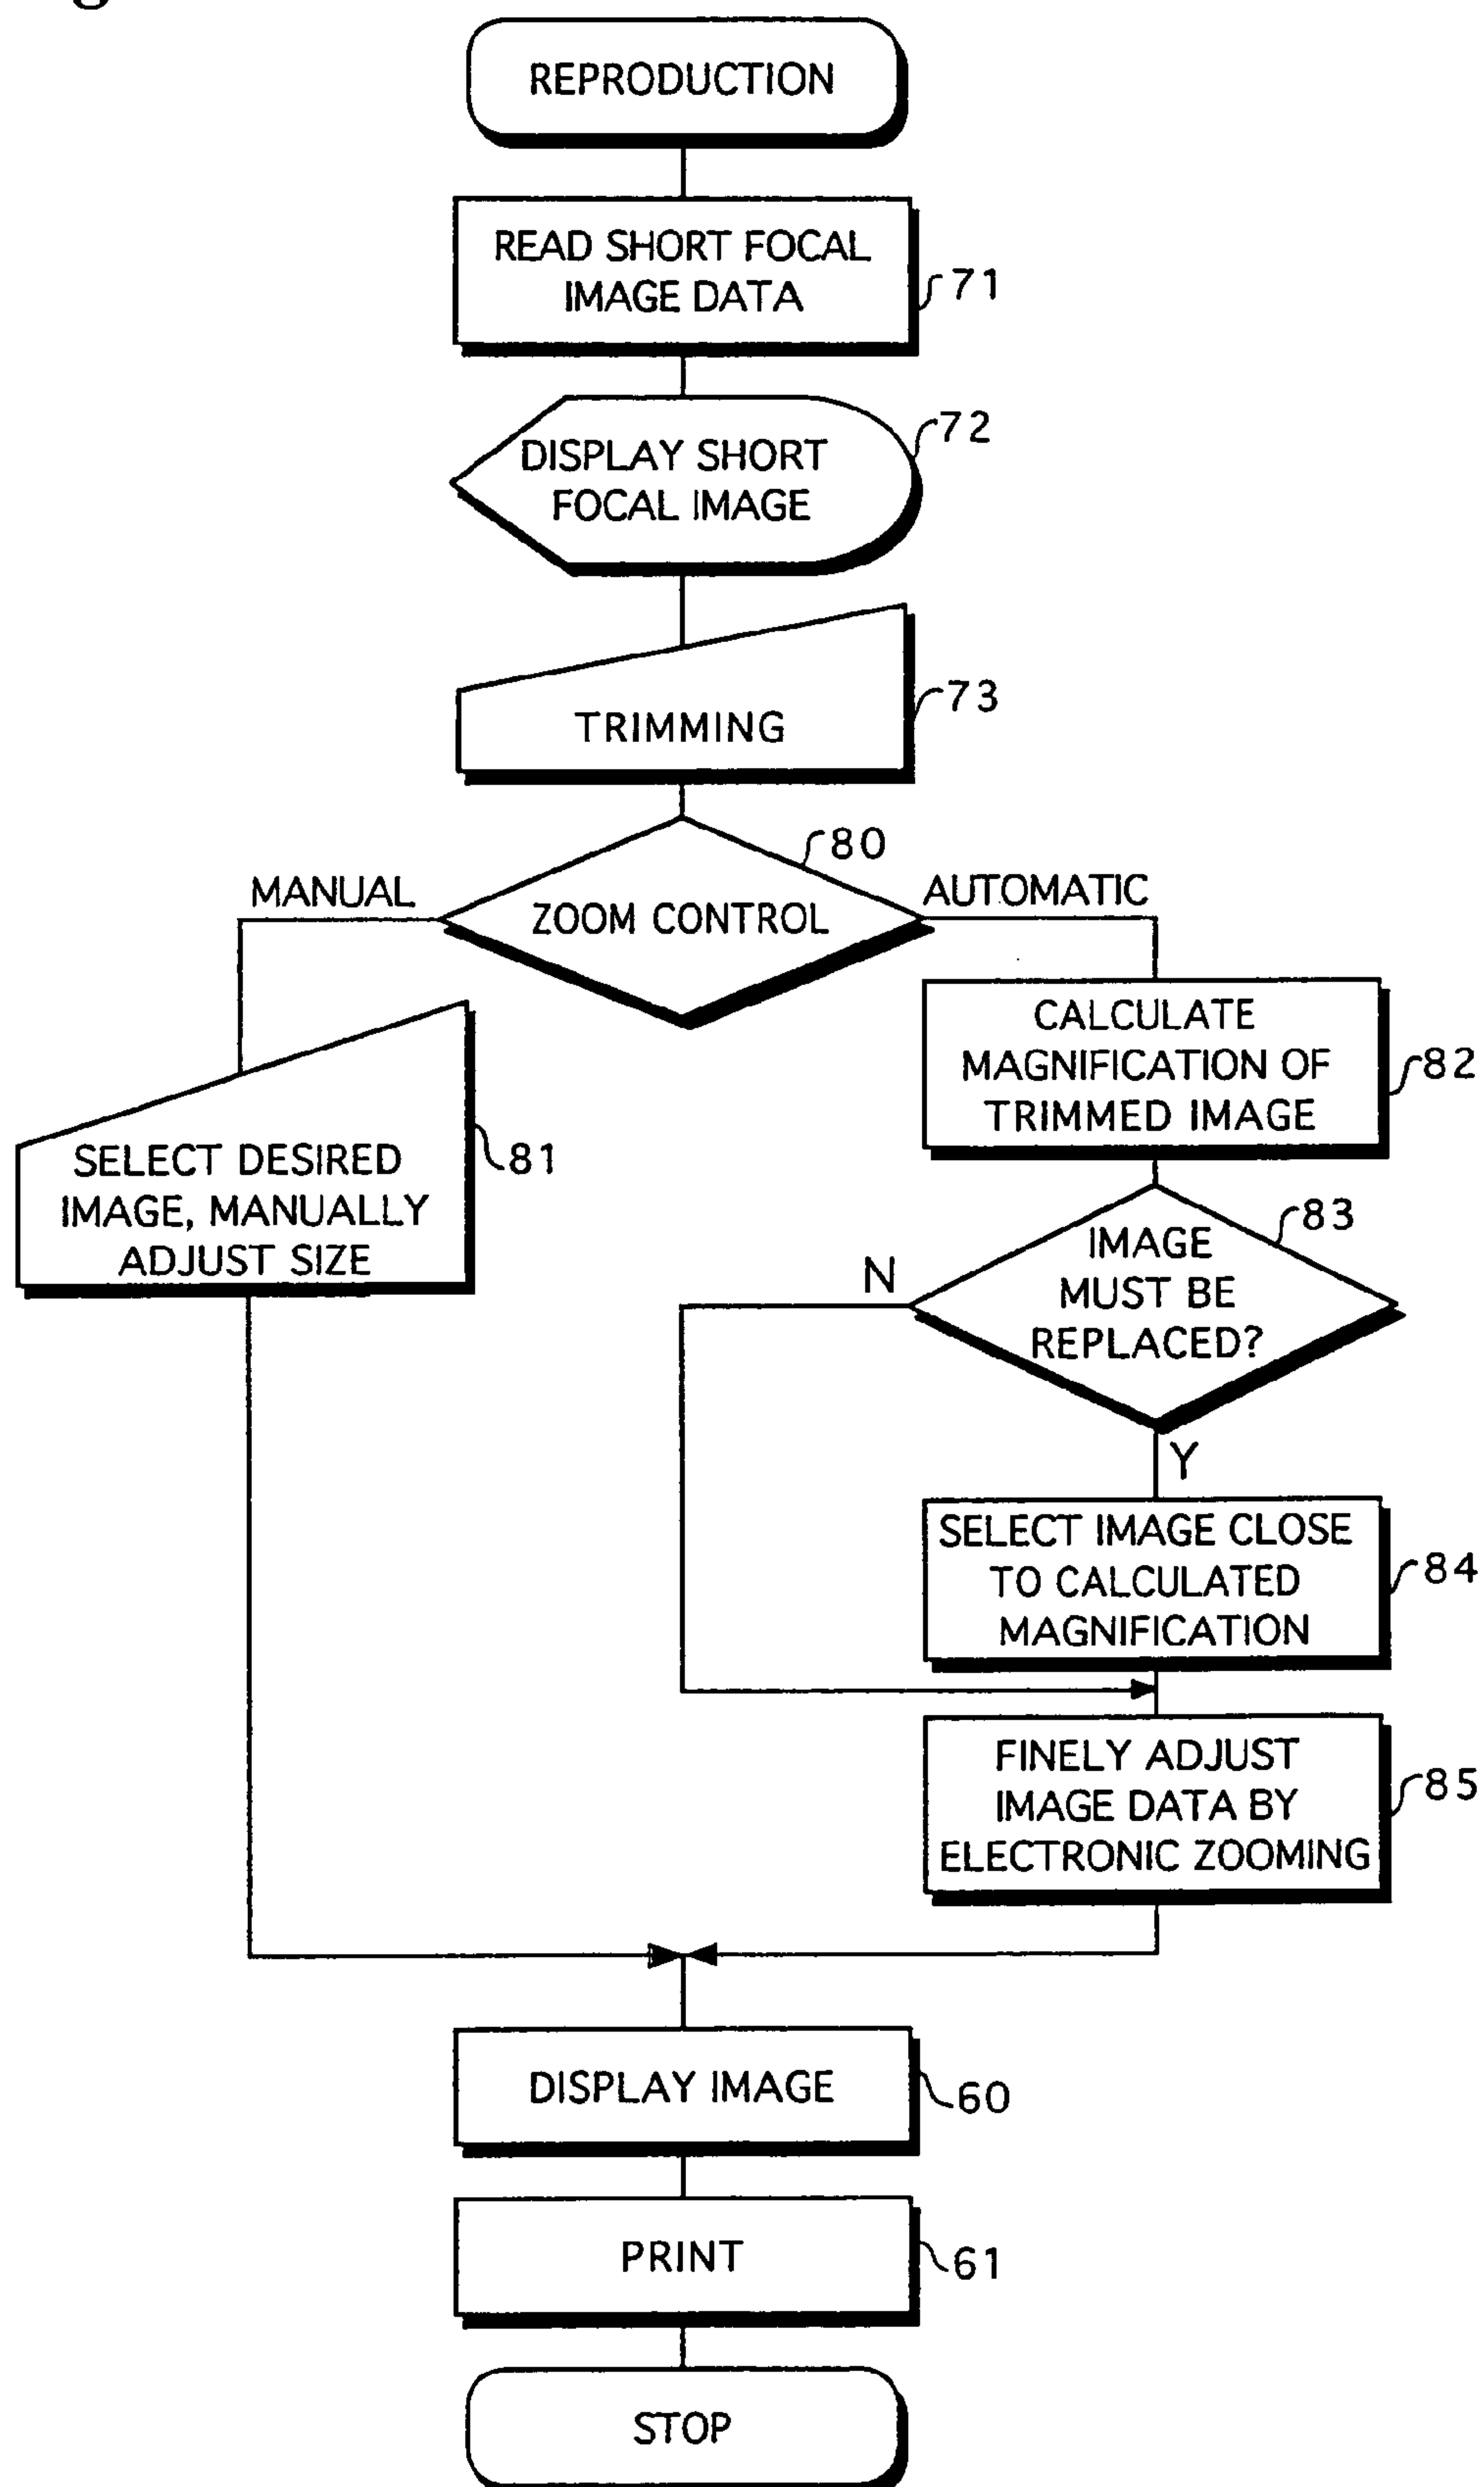 REPRODUCTION
READ SHORT FOCAL
IMAGE DATA
71
DISPLAY SHORT
FOCAL IMAGE
72
TRIMMING
73
ZOOM CONTROL
80
MANUAL
AUTOMATIC
SELECT DESIRED
IMAGE, MANUALLY
ADJUST SIZE
81
CALCULATE
MAGNIFICATION OF
TRIMMED IMAGE
82
IMAGE
MUST BE
REPLACED?
83
N
Y
SELECT IMAGE CLOSE
TO CALCULATED
MAGNIFICATION
84
FINELY ADJUST
IMAGE DATA BY
ELECTRONIC ZOOMING
85
DISPLAY IMAGE
60
PRINT
61
STOP